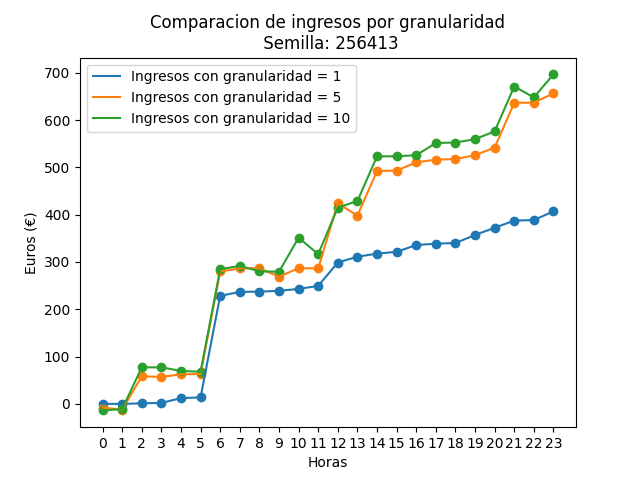 Comparacion de ingresos por granularidad
Semilla: 256413
Ingresos con granularidad = 1
Ingresos con granularidad = 5
Ingresos con granularidad = 10
Euros (€)
700
600
500
400
300
200
100
0
0 1 2 3 4 5 6 7 8 9 10 11 12 13 14 15 16 17 18 19 20 21 22 23
Horas